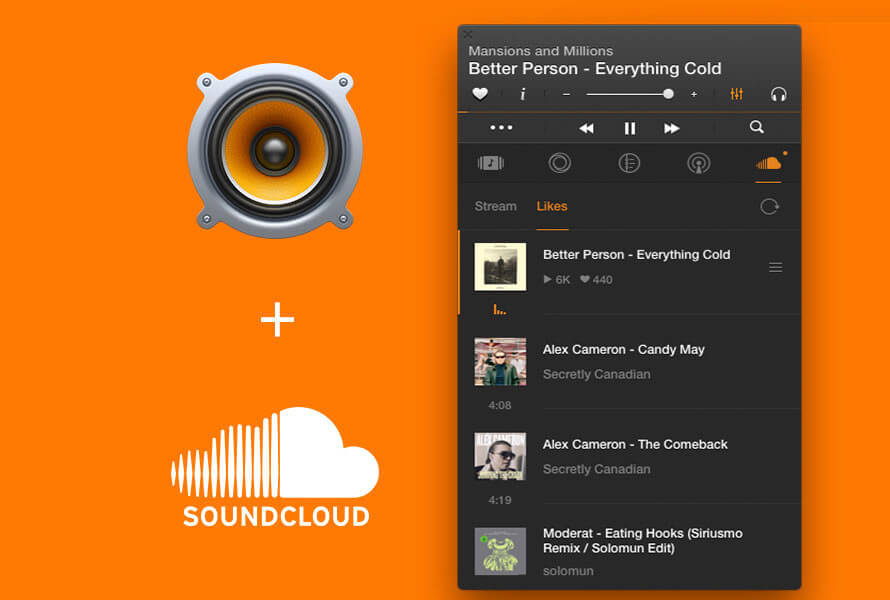 Mansions and Millions
Better Person - Everything Cold
Stream Likes
Better Person - Everything Cold
6K 440
Alex Cameron - Candy May
Secretly Canadian
4:08
ALEX CAMERON
Alex Cameron - The Comeback
Secretly Canadian
4:19
Moderat - Eating Hooks (Siriusmo
Remix / Solomun Edit)
solomun
+
SOUNDCLOUD